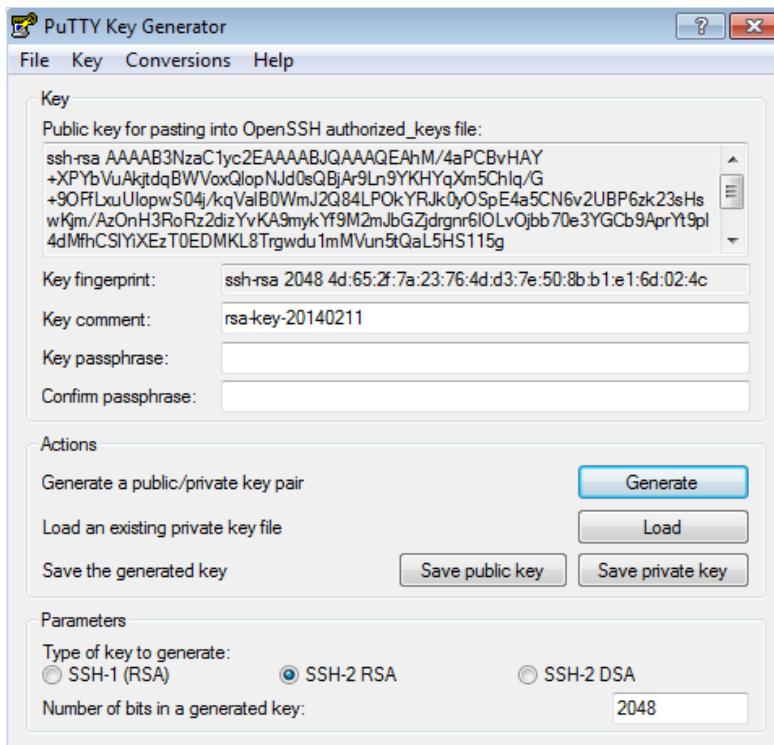 PuTTY Key Generator
File Key Conversions Help
Key
Public key for pasting into OpenSSH authorized_keys file:
ssh-rsa AAAAB3NzaC1yc2EAAAABJQAAAQEAhM/4aPCBvHAY
+XPYbVuAkjtdqBWVoxQlopNJd0sQBjAr9Ln9YKHYqXm5ChIq/G
+9OFfLxuUlopwS04j/kqValB0WmJ2Q84LPOkYRJk0yOSpE4a5CN6v2UBP6zk23sHs
wKjm/AzOnH3RoRz2dizYvKA9mykYf9M2mJbGZjdrgnr6lOLvOjbb70e3YGCb9AprYt9pl
4dMfhCSlYiXEzT0EDMKL8Trgwdu1mMVun5tQaL5HS115g
Key fingerprint: ssh-rsa 2048 4d:65:2f:7a:23:76:4d:d3:7e:50:8b:b1:e1:6d:02:4c
Key comment: rsa-key-20140211
Key passphrase:
Confirm passphrase:
Actions
Generate a public/private key pair Generate
Load an existing private key file Load
Save the generated key Save public key Save private key
Parameters
Type of key to generate:
SSH-1 (RSA) SSH-2 RSA SSH-2 DSA
Number of bits in a generated key: 2048